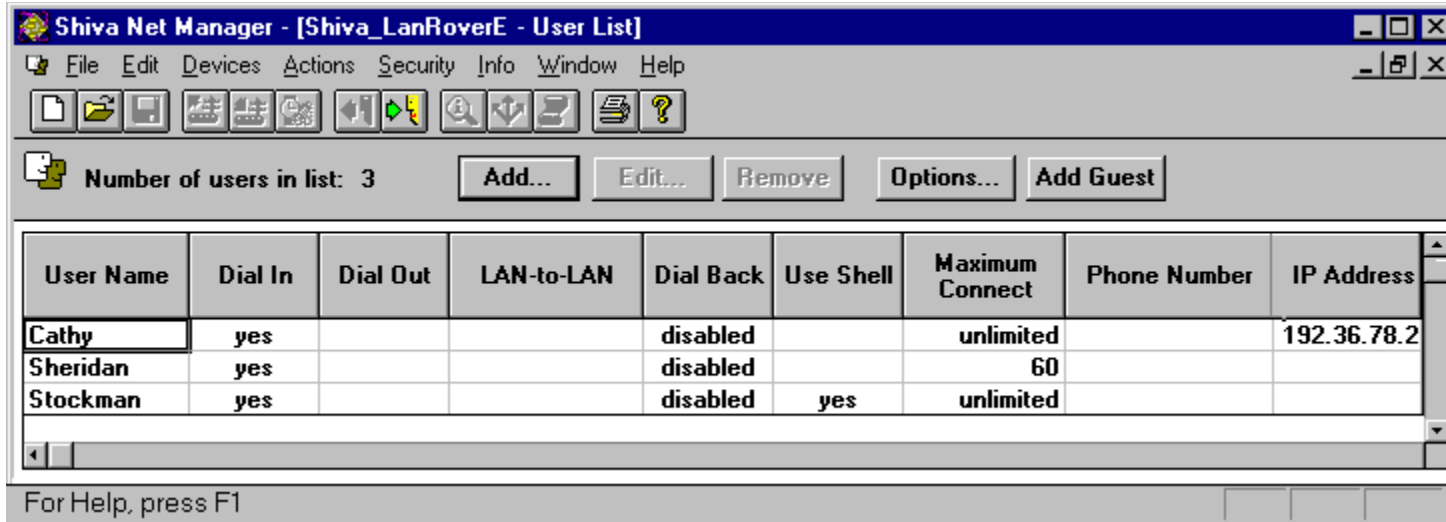 Shiva Net Manager - [Shiva_LanRoverE - User List]
File Edit Devices Actions Security Info Window Help
Number of users in list: 3 Add... Edit... Remove Options... Add Guest
User Name Dial In Dial Out LAN-to-LAN Dial Back Use Shell Maximum Connect Phone Number IP Address
Cathy yes disabled unlimited 192.36.78.2
Sheridan yes disabled 60
Stockman yes disabled yes unlimited
For Help, press F1